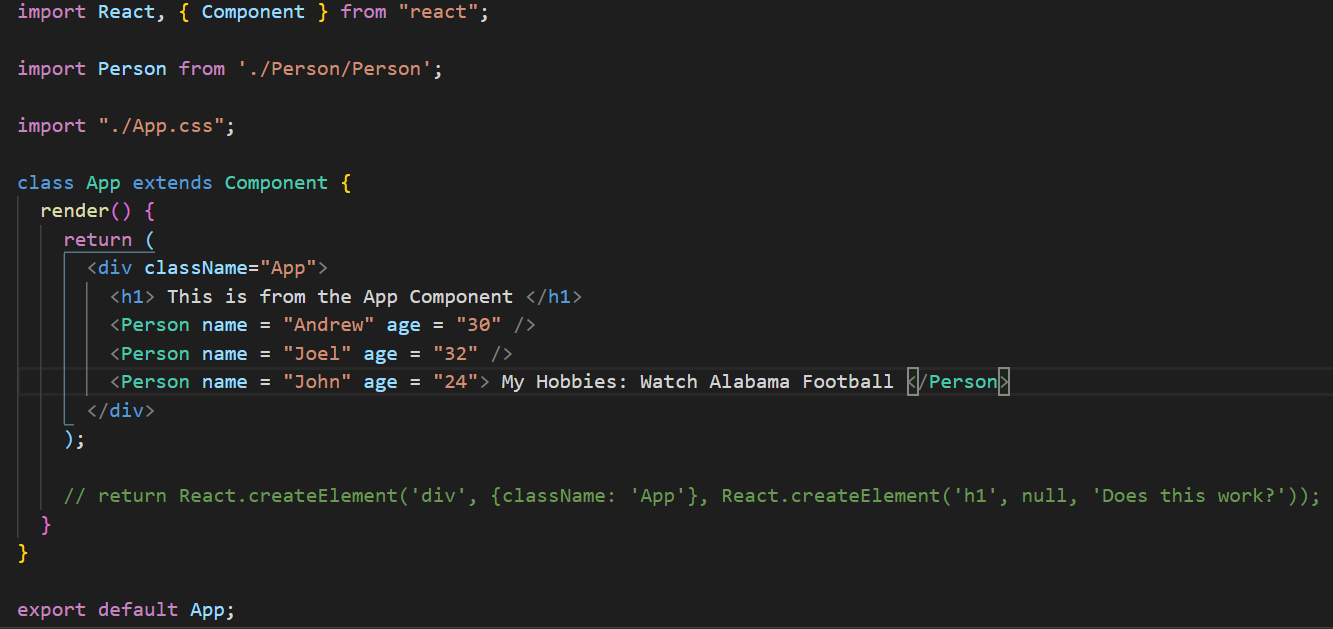 import React, { Component } from "react";
import Person from './Person/Person';
import "./App.css";
class App extends Component {
render() {
return (
<div className="App">
<h1> This is from the App Component </h1>
<Person name = "Andrew" age = "30" />
<Person name = "Joel" age = "32" />
<Person name = "John" age = "24"> My Hobbies: Watch Alabama Football </Person>
</div>
);
// return React.createElement('div', {className: 'App'}, React.createElement('h1', null, 'Does this work?'));
}
}
export default App;